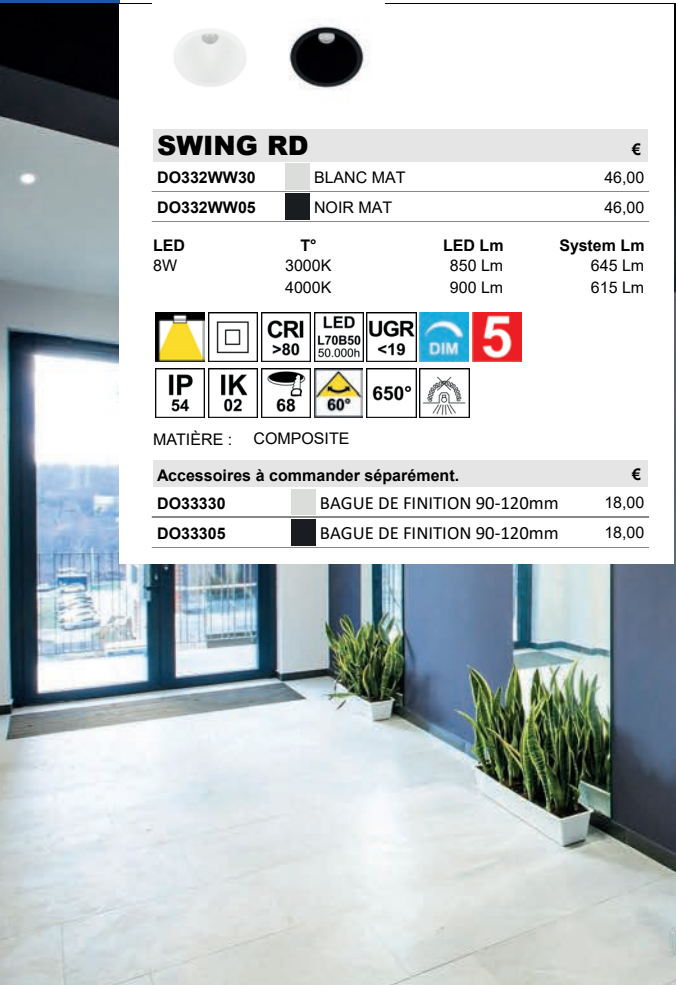 SWING RD €
DO332WW30 BLANC MAT 46,00
DO332WW05 NOIR MAT 46,00
LED T° LED Lm System Lm
8W 3000K 850 Lm 645 Lm
4000K 900 Lm 615 Lm
CRI >80 LED L70B50 50.000h UGR <19 DIM 5
IP 54 IK 02 68 60° 650°
MATIÈRE : COMPOSITE
Accessoires à commander séparément. €
DO33330 BAGUE DE FINITION 90-120mm 18,00
DO33305 BAGUE DE FINITION 90-120mm 18,00